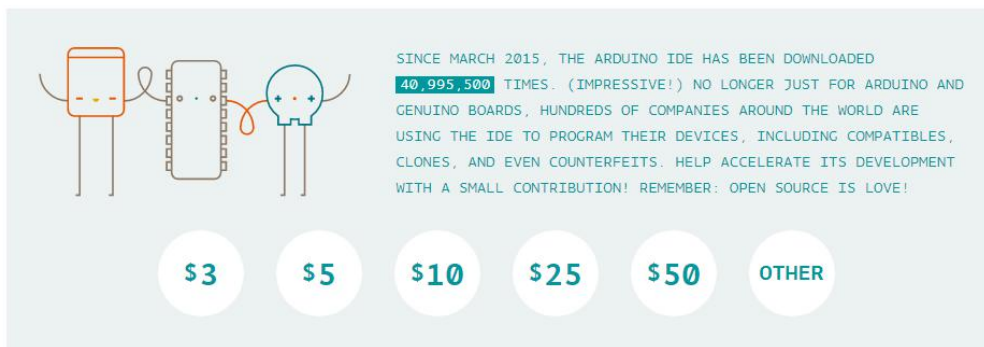 SINCE MARCH 2015, THE ARDUINO IDE HAS BEEN DOWNLOADED
40,995,500 TIMES. (IMPRESSIVE!) NO LONGER JUST FOR ARDUINO AND
GENUINO BOARDS, HUNDREDS OF COMPANIES AROUND THE WORLD ARE
USING THE IDE TO PROGRAM THEIR DEVICES, INCLUDING COMPATIBLES,
CLONES, AND EVEN COUNTERFEITS. HELP ACCELERATE ITS DEVELOPMENT
WITH A SMALL CONTRIBUTION! REMEMBER: OPEN SOURCE IS LOVE!
$3 $5 $10 $25 $50 OTHER